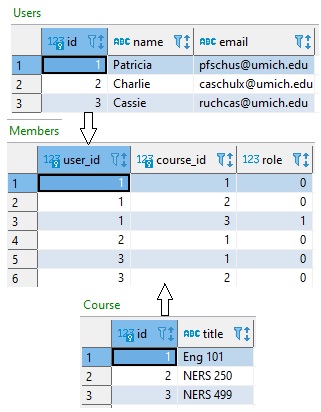 Users
123 id ABC name ABC email
1 1 Patricia pfschus@umich.edu
2 2 Charlie caschulx@umich.edu
3 3 Cassie ruchcas@umich.edu
Members
123 user_id 123 course_id 123 role
1 1 1 0
2 1 2 0
3 1 3 1
4 2 1 0
5 3 1 0
6 3 2 0
Course
123 id ABC title
1 1 Eng 101
2 2 NERS 250
3 3 NERS 499